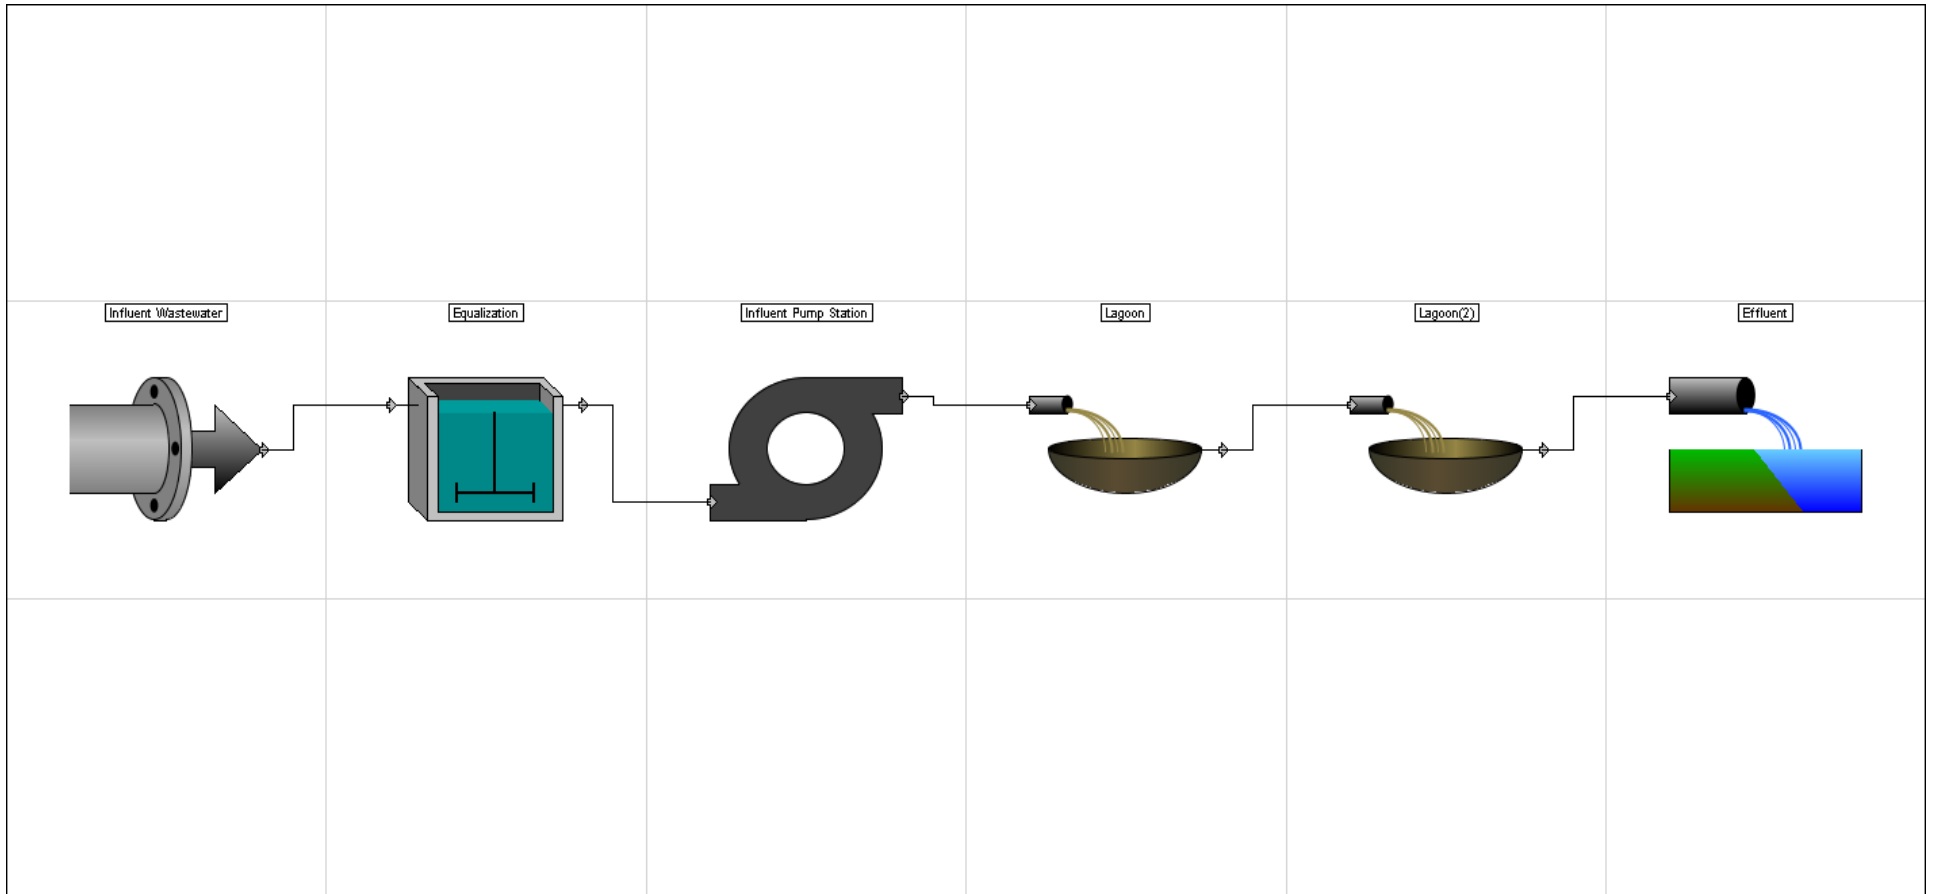 Influent Wastewater
Equalization
Influent Pump Station
Lagoon
Lagoon(2)
Effluent